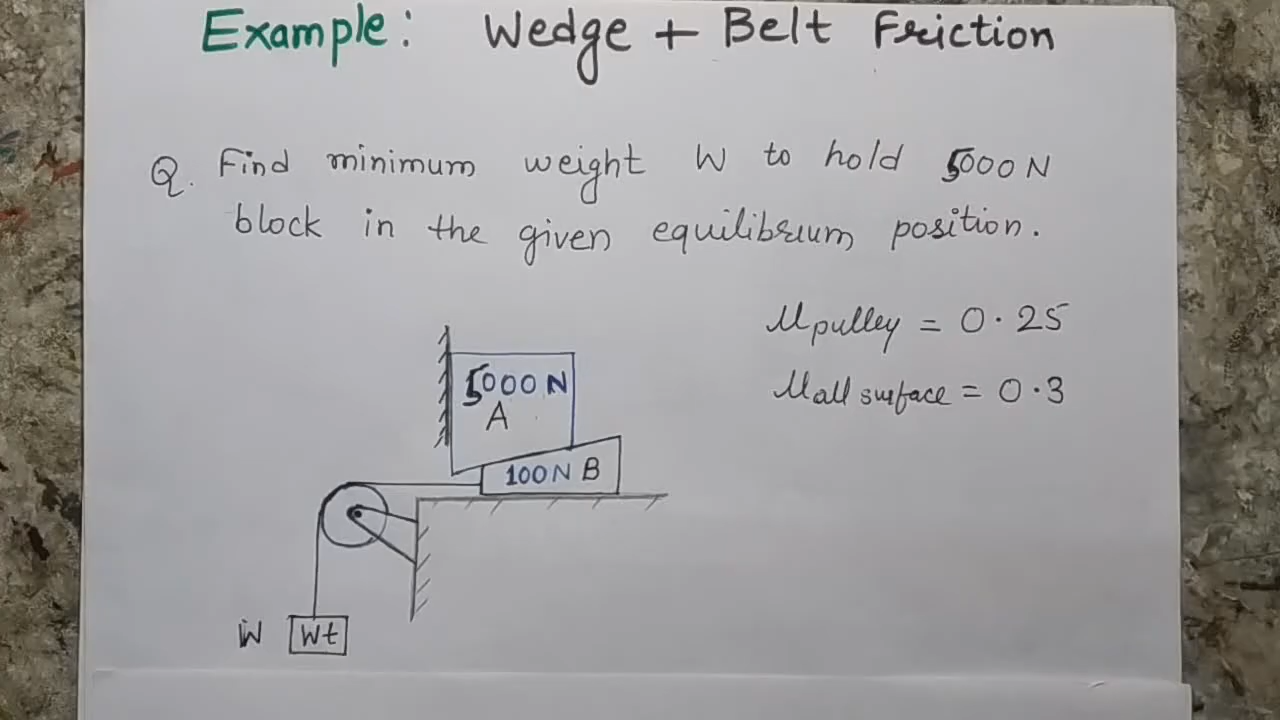 Example: Wedge + Belt Friction
Q. Find minimum weight W to hold 5000 N
block in the given equilibrium position.
μpulley = 0.25
μall surface = 0.3
5000 N
A
100N B
W Wt